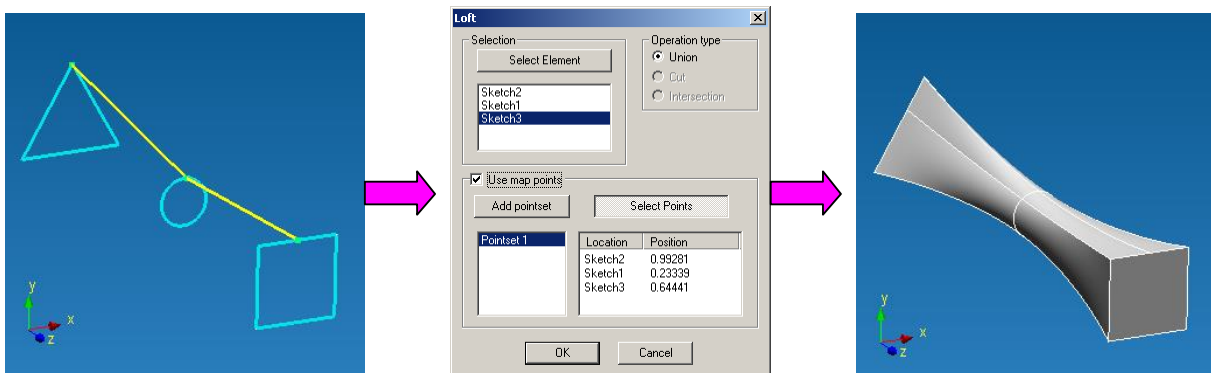 y
x
z
Loft
Selection
Select Element
Sketch2
Sketch1
Sketch3
Operation type
Union
Cut
Intersection
Use map points
Add pointset
Select Points
Pointset 1
Location Position
Sketch2 0.99281
Sketch1 0.23339
Sketch3 0.64441
OK
Cancel
y
x
z